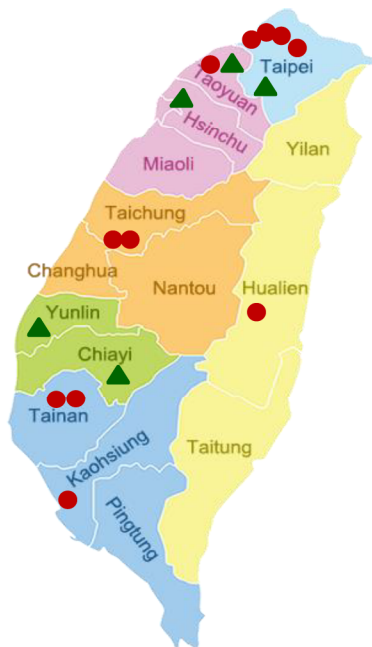 Taipei
Taoyuan
Hsinchu
Yilan
Miaoli
Taichung
Changhua
Nantou
Hualien
Yunlin
Chiayi
Tainan
Kaohsiung
Taitung
Pingtung